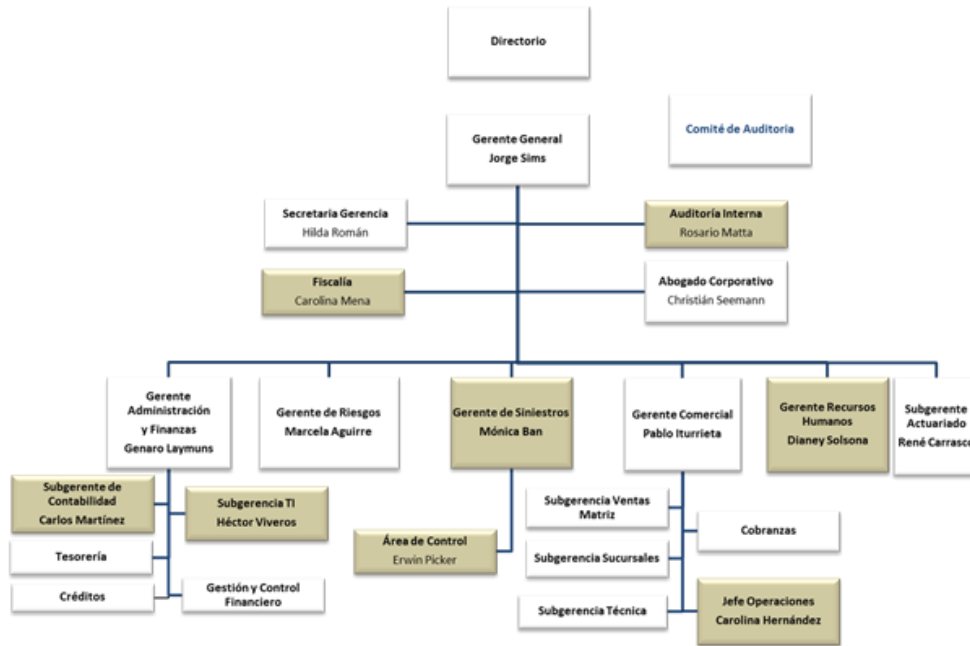 Directorio
Comité de Auditoria
Gerente General
Jorge Sims
Secretaria Gerencia
Hilda Román
Auditoría Interna
Rosario Matta
Fiscalía
Carolina Mena
Abogado Corporativo
Christián Seemann
Gerente
Administración
y Finanzas
Genaro Laymuns
Gerente de Riesgos
Marcela Aguirre
Gerente de Siniestros
Mónica Ban
Gerente Comercial
Pablo Iturrieta
Gerente Recursos
Humanos
Dianey Solsona
Subgerente
Actuariado
René Carrasco
Subgerente de
Contabilidad
Carlos Martínez
Subgerencia TI
Héctor Viveros
Tesorería
Créditos
Gestión y Control
Financiero
Área de Control
Erwin Picker
Subgerencia Ventas
Matriz
Cobranzas
Subgerencia Sucursales
Subgerencia Técnica
Jefe Operaciones
Carolina Hernández